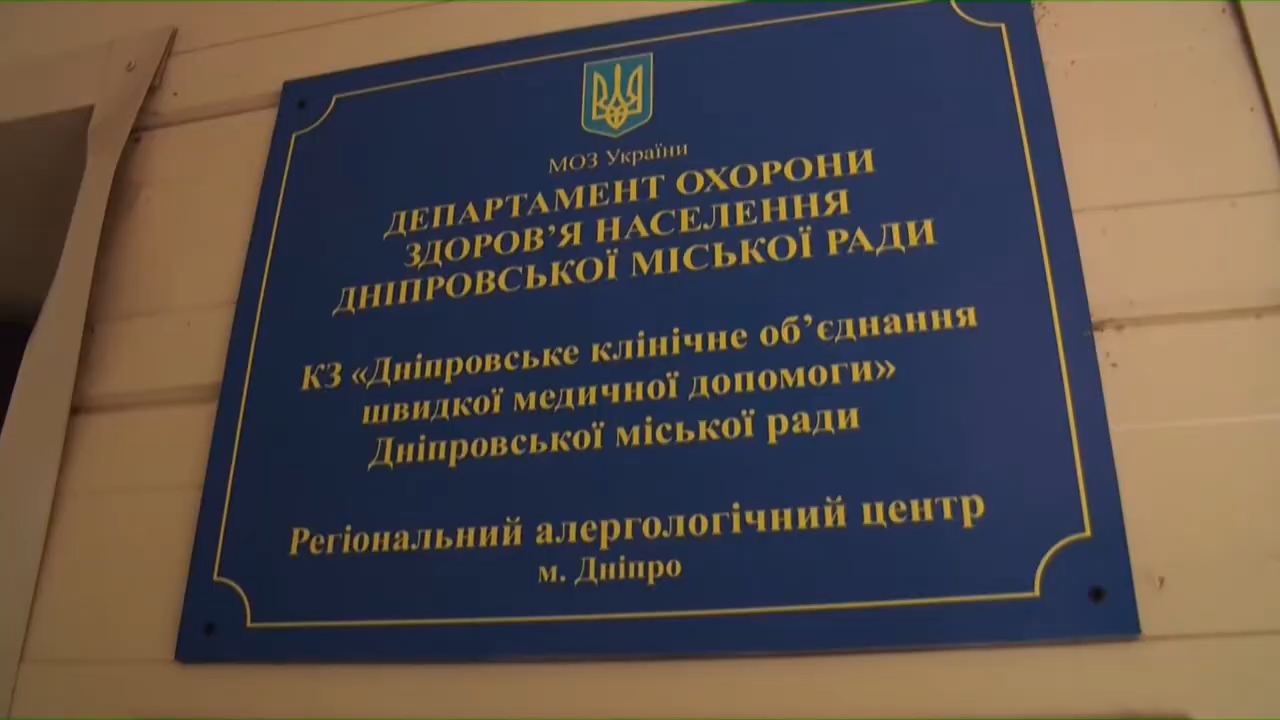 МОЗ України
ДЕПАРТАМЕНТ ОХОРОНИ
ЗДОРОВ’Я НАСЕЛЕННЯ
ДНІПРОВСЬКОЇ МІСЬКОЇ РАДИ
КЗ «Дніпровське клінічне об’єднання
швидкої медичної допомоги»
Дніпровської міської ради
Регіональний алергологічний центр
м. Дніпро